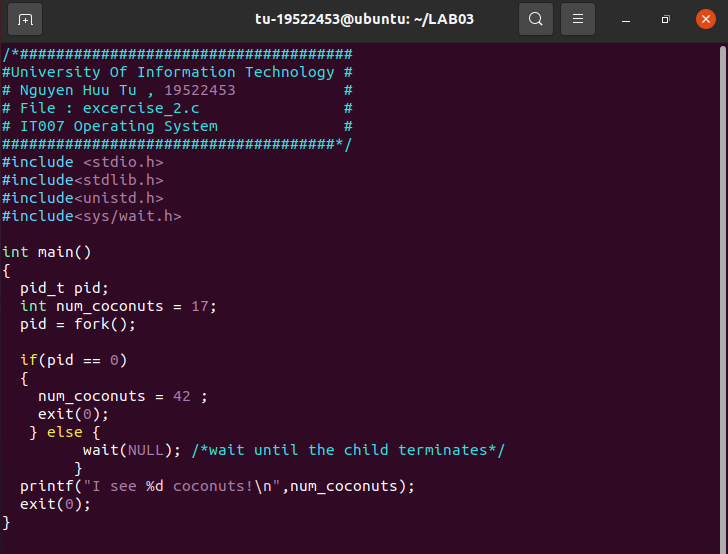 tu-19522453@ubuntu: ~/LAB03
/*#####################################
#University Of Information Technology #
# Nguyen Huu Tu , 19522453            #
# File : excercise_2.c                #
# IT007 Operating System              #
#####################################*/
#include <stdio.h>
#include<stdlib.h>
#include<unistd.h>
#include<sys/wait.h>

int main()
{
  pid_t pid;
  int num_coconuts = 17;
  pid = fork();

  if(pid == 0)
  {
    num_coconuts = 42 ;
    exit(0);
   } else {
         wait(NULL); /*wait until the child terminates*/
        }
  printf("I see %d coconuts!\n",num_coconuts);
  exit(0);
}